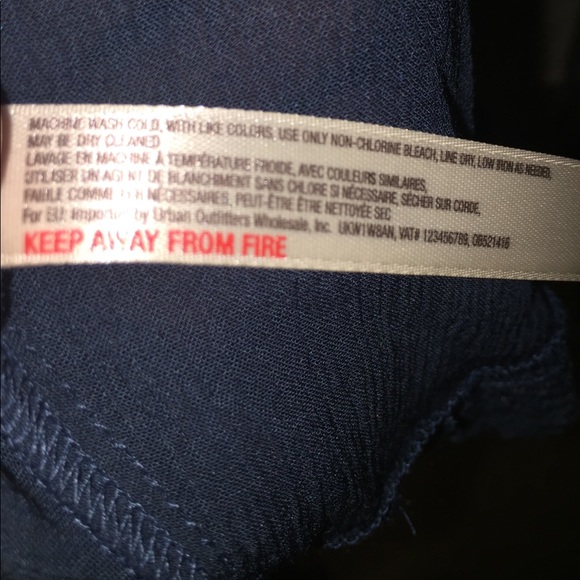 MACHINE WASH COLD, WITH LIKE COLORS. USE ONLY NON-CHLORINE BLEACH, LINE DRY, LOW IRON AS NEEDED.
MAY BE DRY CLEANED
LAVAGE EN MACHINE À TEMPÉRATURE FROIDE, AVEC COULEURS SIMILAIRES,
UTILISER UN AGENT DE BLANCHIMENT SANS CHLORE SI NÉCESSAIRE, SÉCHER SUR CORDE,
FAIBLE COMME FER NÉCESSAIRES. PEUT-ÊTRE ÊTRE NETTOYÉE SEC
For EU: Imported by Urban Outfitters Wholesale, Inc. UKW1W8AN, VAT# 123456789, GB521416
KEEP AWAY FROM FIRE